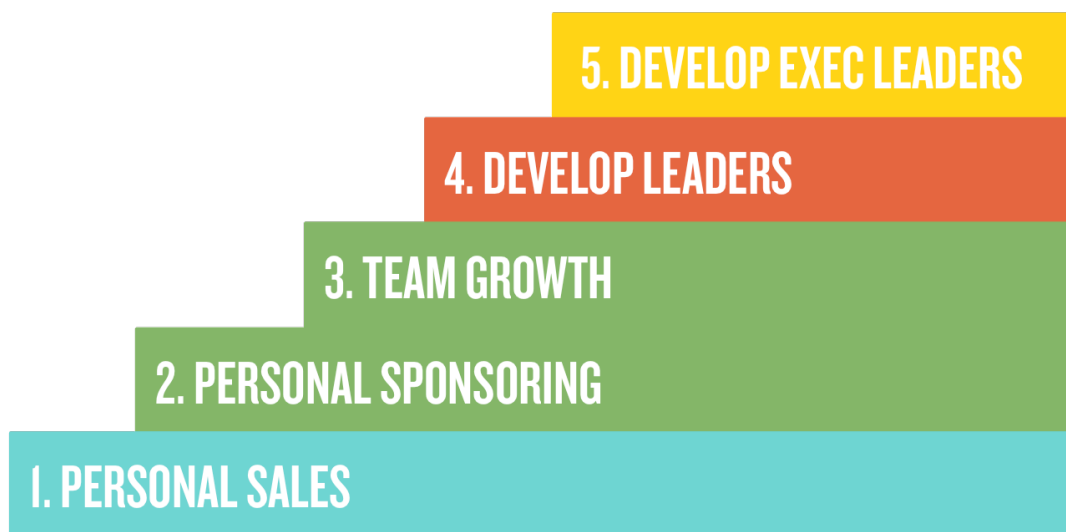 5. DEVELOP EXEC LEADERS
4. DEVELOP LEADERS
3. TEAM GROWTH
2. PERSONAL SPONSORING
1. PERSONAL SALES